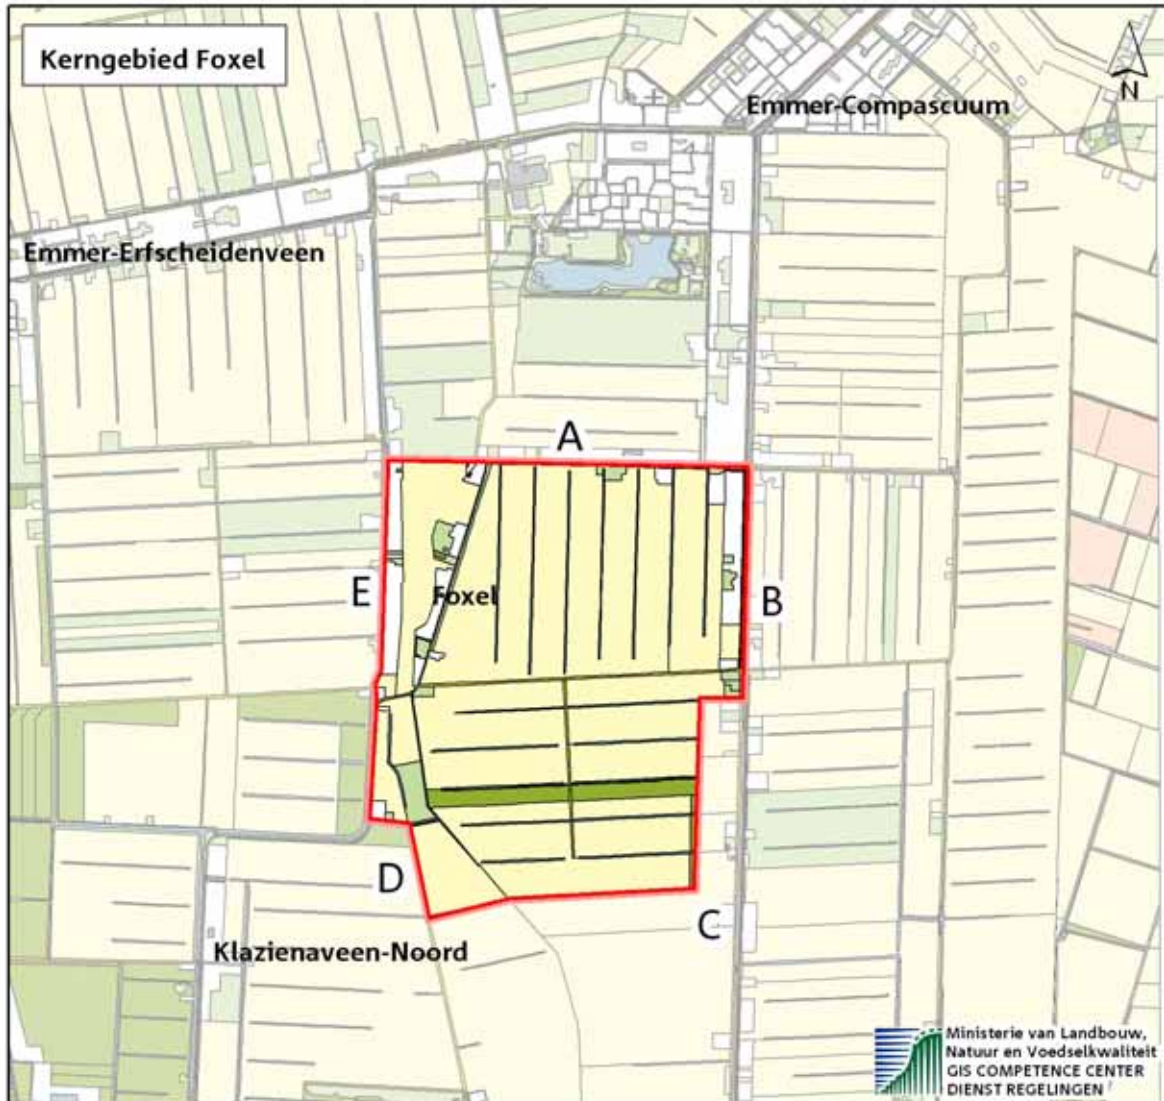 Kerngebied Foxel
N
Emmer-Compascuum
Emmer-Erfscheidenveen
A
E
Foxel
B
D
C
Klazienaveen-Noord
Ministerie van Landbouw,
Natuur en Voedselkwaliteit
GIS COMPETENCE CENTER
DIENST REGELINGEN